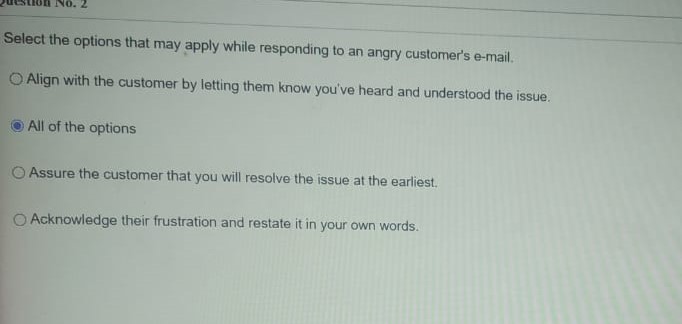 Question No. 2
Select the options that may apply while responding to an angry customer's e-mail.
Align with the customer by letting them know you've heard and understood the issue.
All of the options
Assure the customer that you will resolve the issue at the earliest.
Acknowledge their frustration and restate it in your own words.